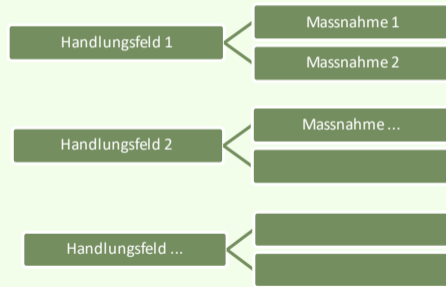 Handlungsfeld 1
Massnahme 1
Massnahme 2
Handlungsfeld 2
Massnahme ...
Handlungsfeld ...